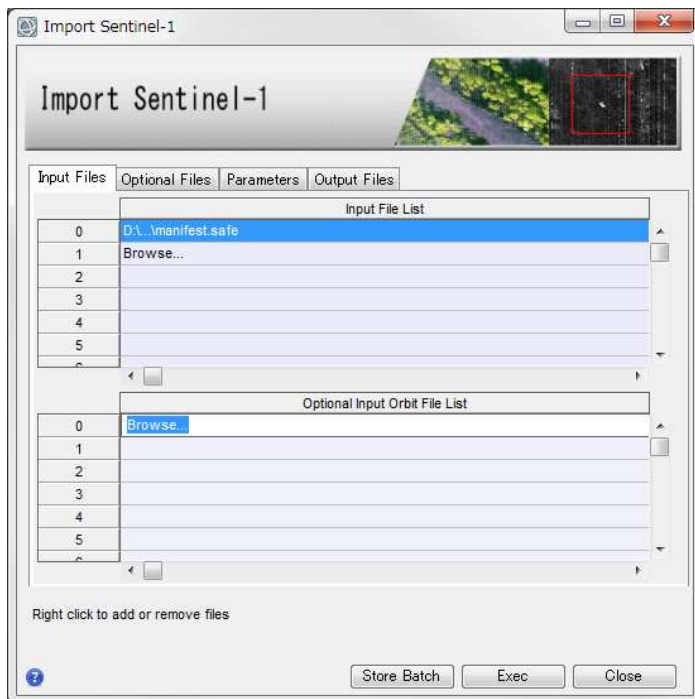 Import Sentinel-1
Import Sentinel-1
Input Files Optional Files Parameters Output Files
Input File List
0 D:\...\manifest.safe
1 Browse...
2
3
4
5
Optional Input Orbit File List
0 Browse...
1
2
3
4
5
Right click to add or remove files
? Store Batch Exec Close